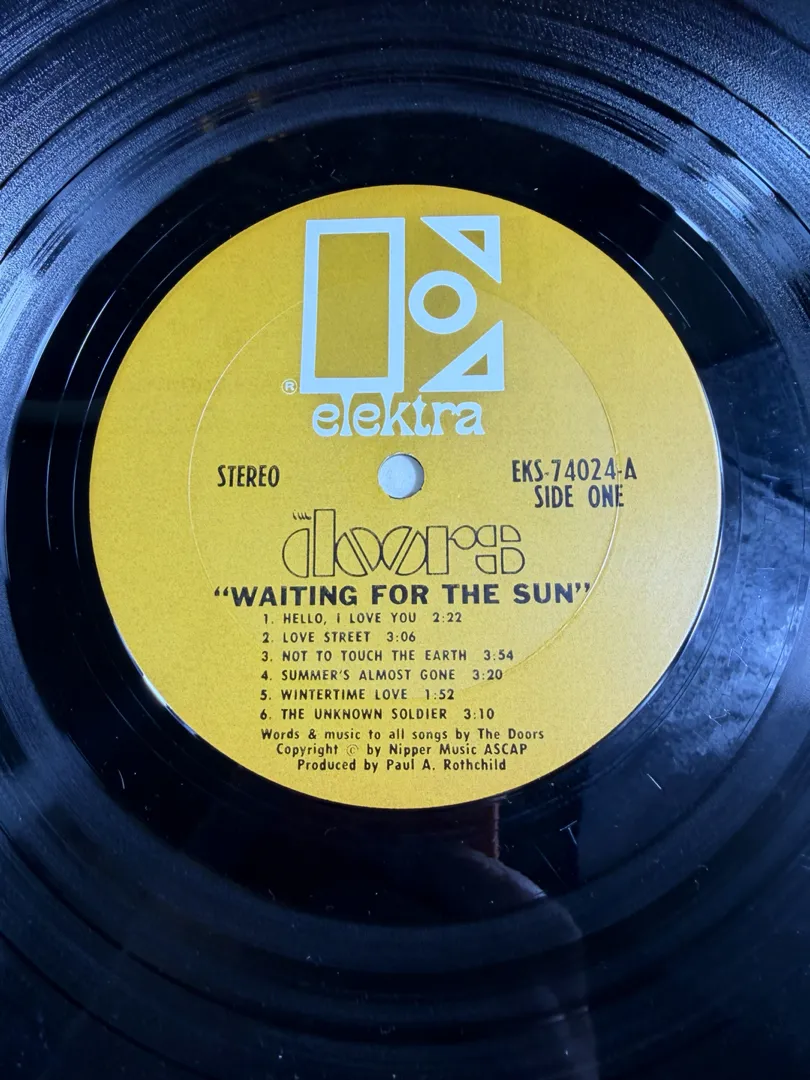 ® elektra
STEREO
EKS-74024-A
SIDE ONE
THE doors
"WAITING FOR THE SUN"
1. HELLO, I LOVE YOU 2:22
2. LOVE STREET 3:06
3. NOT TO TOUCH THE EARTH 3:54
4. SUMMER'S ALMOST GONE 3:20
5. WINTERTIME LOVE 1:52
6. THE UNKNOWN SOLDIER 3:10
Words & music to all songs by The Doors
Copyright © by Nipper Music ASCAP
Produced by Paul A. Rothchild